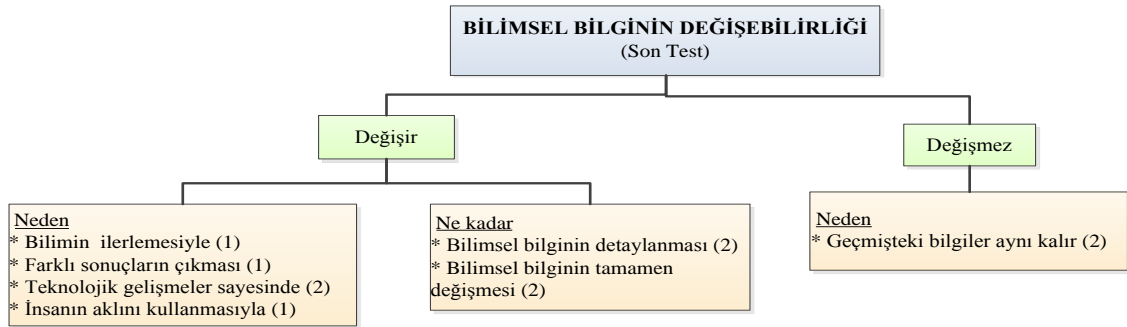 BİLİMSEL BİLGİNİN DEĞİŞEBİLİRLİĞİ
(Son Test)
Değişir
Değişmez
Neden
* Bilimin ilerlemesiyle (1)
* Farklı sonuçların çıkması (1)
* Teknolojik gelişmeler sayesinde (2)
* İnsanın aklını kullanmasıyla (1)
Ne kadar
* Bilimsel bilginin detaylanması (2)
* Bilimsel bilginin tamamen
değişmesi (2)
Neden
* Geçmişteki bilgiler aynı kalır (2)